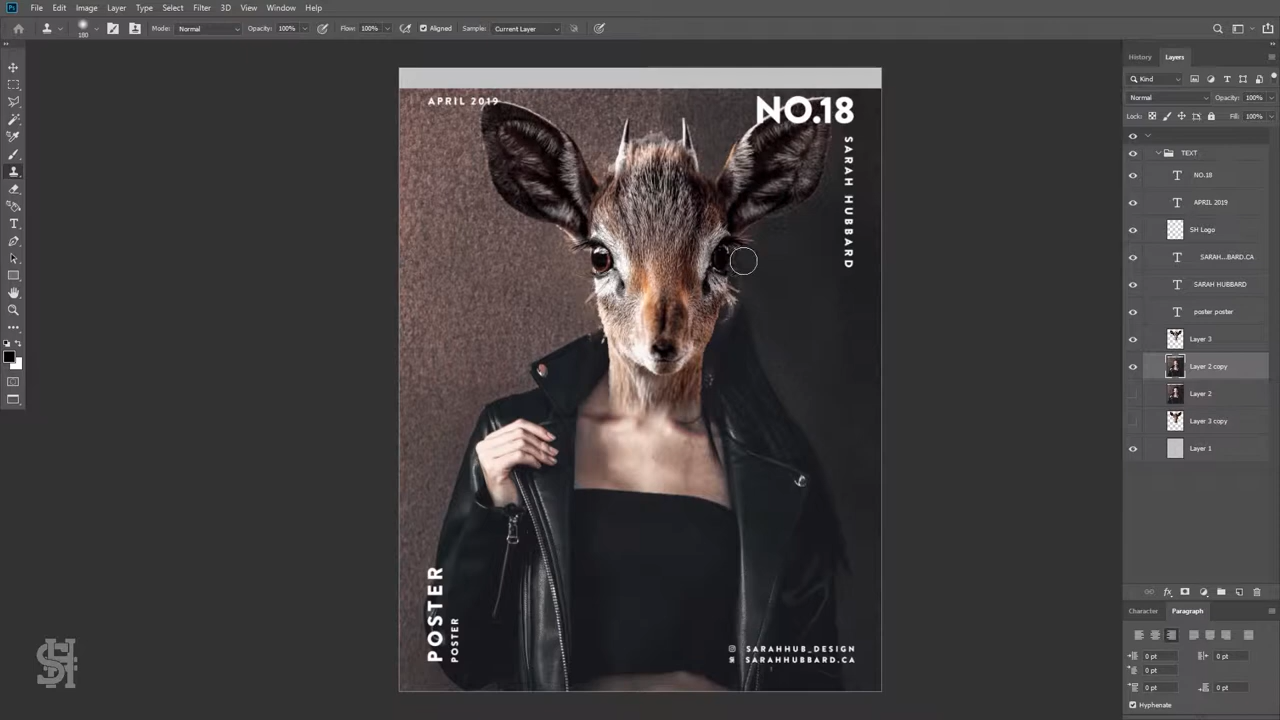 File Edit Image Layer Type Select Filter 3D View Window Help
180 Mode: Normal Opacity: 100% Flow: 100% Aligned Sample: Current Layer
History Layers
Kind
Normal Opacity: 100%
Lock: Fill: 100%
TEXT
NO.18
APRIL 2019
SH Logo
SARAH...BARD.CA
SARAH HUBBARD
poster poster
Layer 3
Layer 2 copy
Layer 2
Layer 3 copy
Layer 1
Character Paragraph
0 pt 0 pt
0 pt
0 pt 0 pt
Hyphenate
APRIL 2019
NO.18
SARAH HUBBARD
POSTER
POSTER
SARAHHUB_DESIGN
SARAHHUBBARD.CA
SH